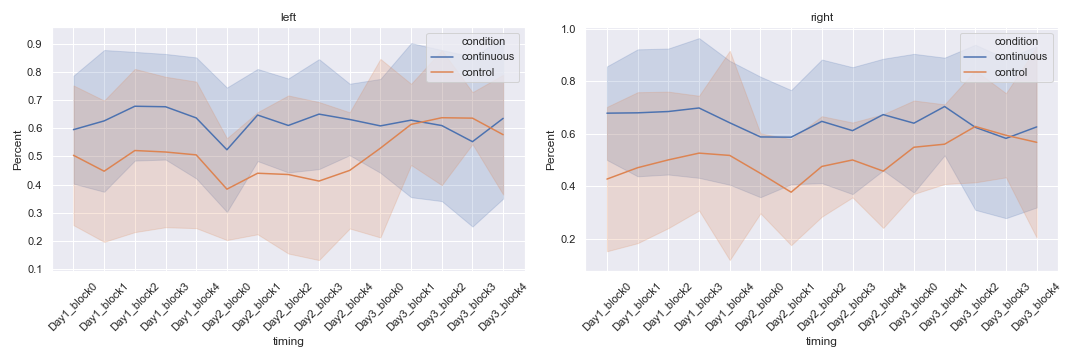 left
0.9
0.8
0.7
0.6
0.5
0.4
0.3
0.2
0.1
Percent
condition
continuous
control
Day1_block0
Day1_block1
Day1_block2
Day1_block3
Day1_block4
Day2_block0
Day2_block1
Day2_block2
Day2_block3
Day2_block4
Day3_block0
Day3_block1
Day3_block2
Day3_block3
Day3_block4
timing
right
1.0
0.8
0.6
0.4
0.2
Percent
condition
continuous
control
Day1_block0
Day1_block1
Day1_block2
Day1_block3
Day1_block4
Day2_block0
Day2_block1
Day2_block2
Day2_block3
Day2_block4
Day3_block0
Day3_block1
Day3_block2
Day3_block3
Day3_block4
timing